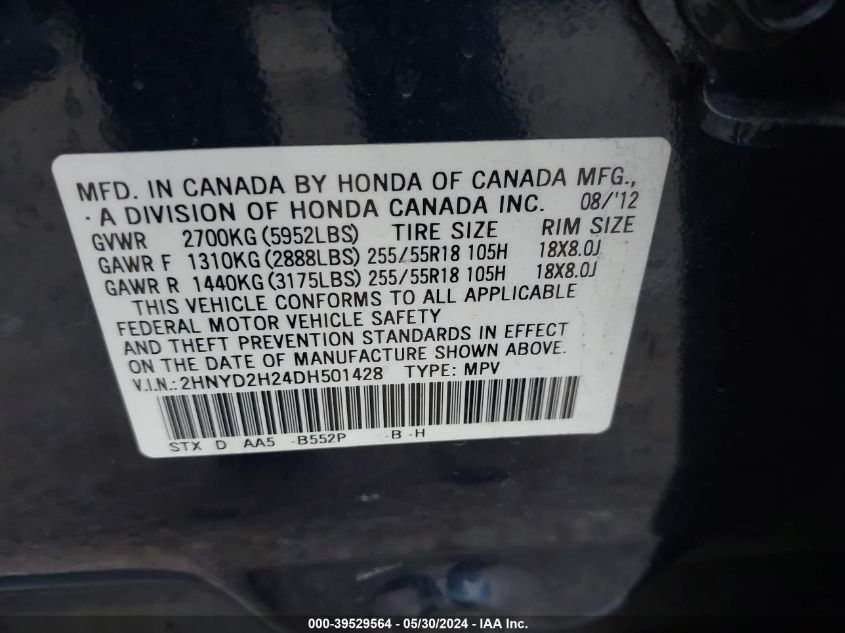 MFD. IN CANADA BY HONDA OF CANADA MFG.,
· A DIVISION OF HONDA CANADA INC. 08/'12
GVWR 2700KG (5952LBS) TIRE SIZE RIM SIZE
GAWR F 1310KG (2888LBS) 255/55R18 105H 18X8.0J
GAWR R 1440KG (3175LBS) 255/55R18 105H 18X8.0J
THIS VEHICLE CONFORMS TO ALL APPLICABLE
FEDERAL MOTOR VEHICLE SAFETY
AND THEFT PREVENTION STANDARDS IN EFFECT
ON THE DATE OF MANUFACTURE SHOWN ABOVE.
V.I.N.: 2HNYD2H24DH501428 TYPE: MPV
STX D AA5 -B552P -B -H
000-39529564 / 05/30/2024 - IAA Inc.